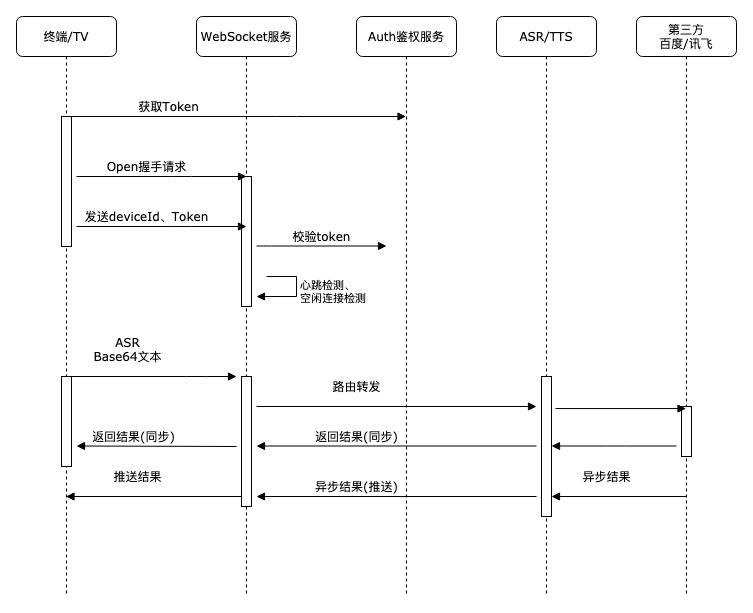 终端/TV
WebSocket服务
Auth鉴权服务
ASR/TTS
第三方
百度/讯飞
获取Token
Open握手请求
发送deviceId、Token
校验token
心跳检测、
空闲连接检测
ASR
Base64文本
路由转发
返回结果(同步)
返回结果(同步)
推送结果
异步结果(推送)
异步结果